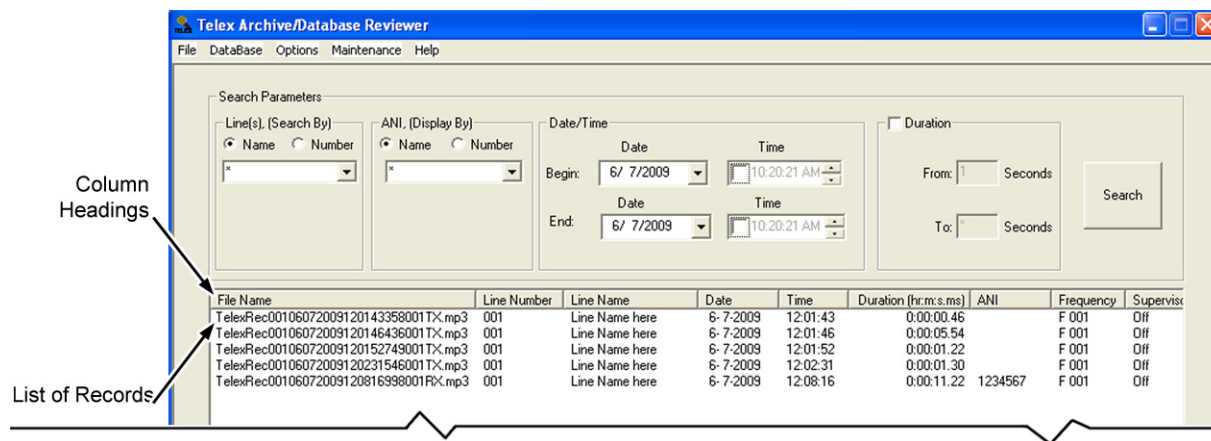 Telex Archive/Database Reviewer
File DataBase Options Maintenance Help
Search Parameters
Line(s), (Search By) ANI, (Display By) Date/Time Duration
Name Number Name Number Date Time
* * Begin: 6/ 7/2009 10:20:21 AM From: 1 Seconds
Search
Date Time
End: 6/ 7/2009 10:20:21 AM To: * Seconds
Column
Headings
File Name Line Number Line Name Date Time Duration (hr:m:s.ms) ANI Frequency Superviso
TelexRec00106072009120143358001TX.mp3 001 Line Name here 6- 7-2009 12:01:43 0:00:00.46 F 001 Off
TelexRec00106072009120146436001TX.mp3 001 Line Name here 6- 7-2009 12:01:46 0:00:05.54 F 001 Off
TelexRec00106072009120152749001TX.mp3 001 Line Name here 6- 7-2009 12:01:52 0:00:01.22 F 001 Off
TelexRec00106072009120231546001TX.mp3 001 Line Name here 6- 7-2009 12:02:31 0:00:01.30 F 001 Off
TelexRec00106072009120816998001RX.mp3 001 Line Name here 6- 7-2009 12:08:16 0:00:11.22 1234567 F 001 Off
List of Records